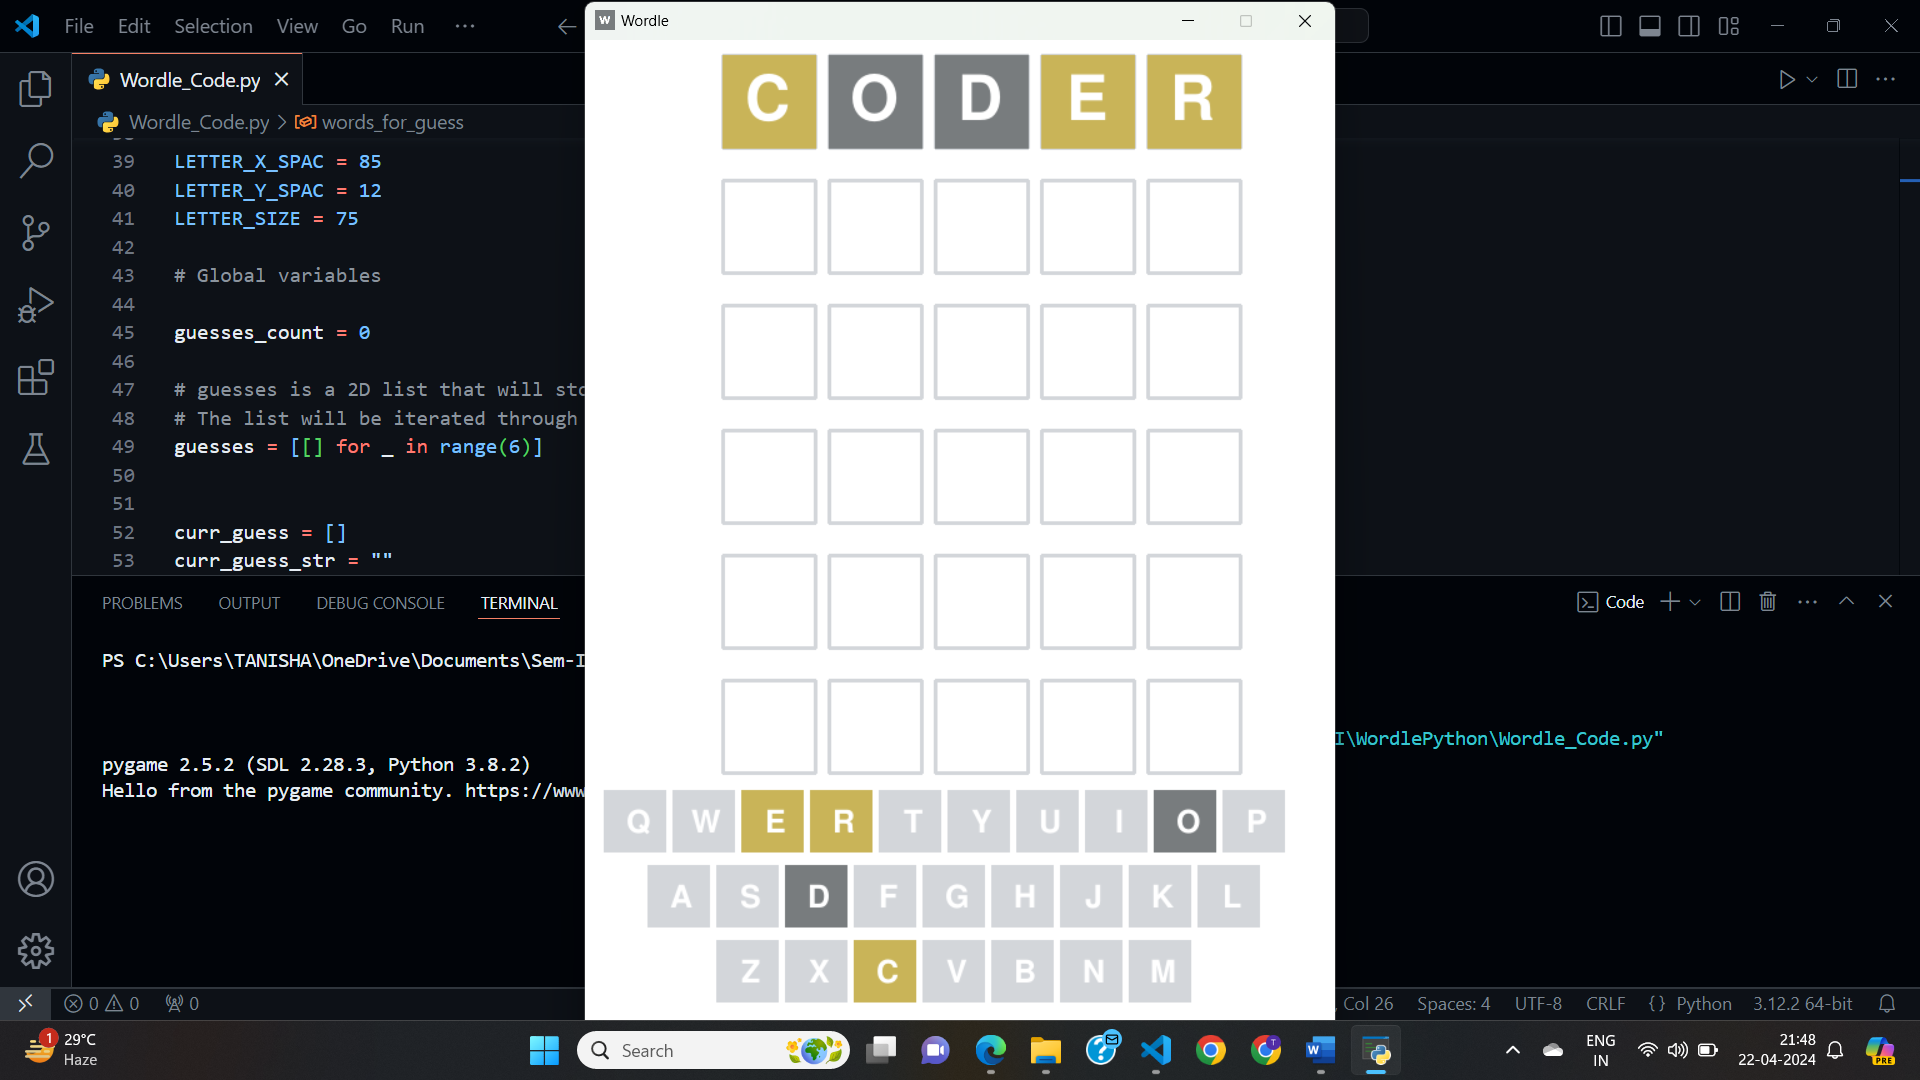 File Edit Selection View Go Run ...
Wordle
Wordle_Code.py
Wordle_Code.py > words_for_guess
39 LETTER_X_SPAC = 85
40 LETTER_Y_SPAC = 12
41 LETTER_SIZE = 75
42
43 # Global variables
44
45 guesses_count = 0
46
47 # guesses is a 2D list that will sto
48 # The list will be iterated through
49 guesses = [[] for _ in range(6)]
50
51
52 curr_guess = []
53 curr_guess_str = ""
C O D E R
Q W E R T Y U I O P
A S D F G H J K L
Z X C V B N M
PROBLEMS OUTPUT DEBUG CONSOLE TERMINAL
Code
PS C:\Users\TANISHA\OneDrive\Documents\Sem-I
I\WordlePython\Wordle_Code.py"
pygame 2.5.2 (SDL 2.28.3, Python 3.8.2)
Hello from the pygame community. https://www
0 0 0
, Col 26 Spaces: 4 UTF-8 CRLF {} Python 3.12.2 64-bit
1
29°C
Haze
Search
ENG
IN
21:48
22-04-2024
PRE